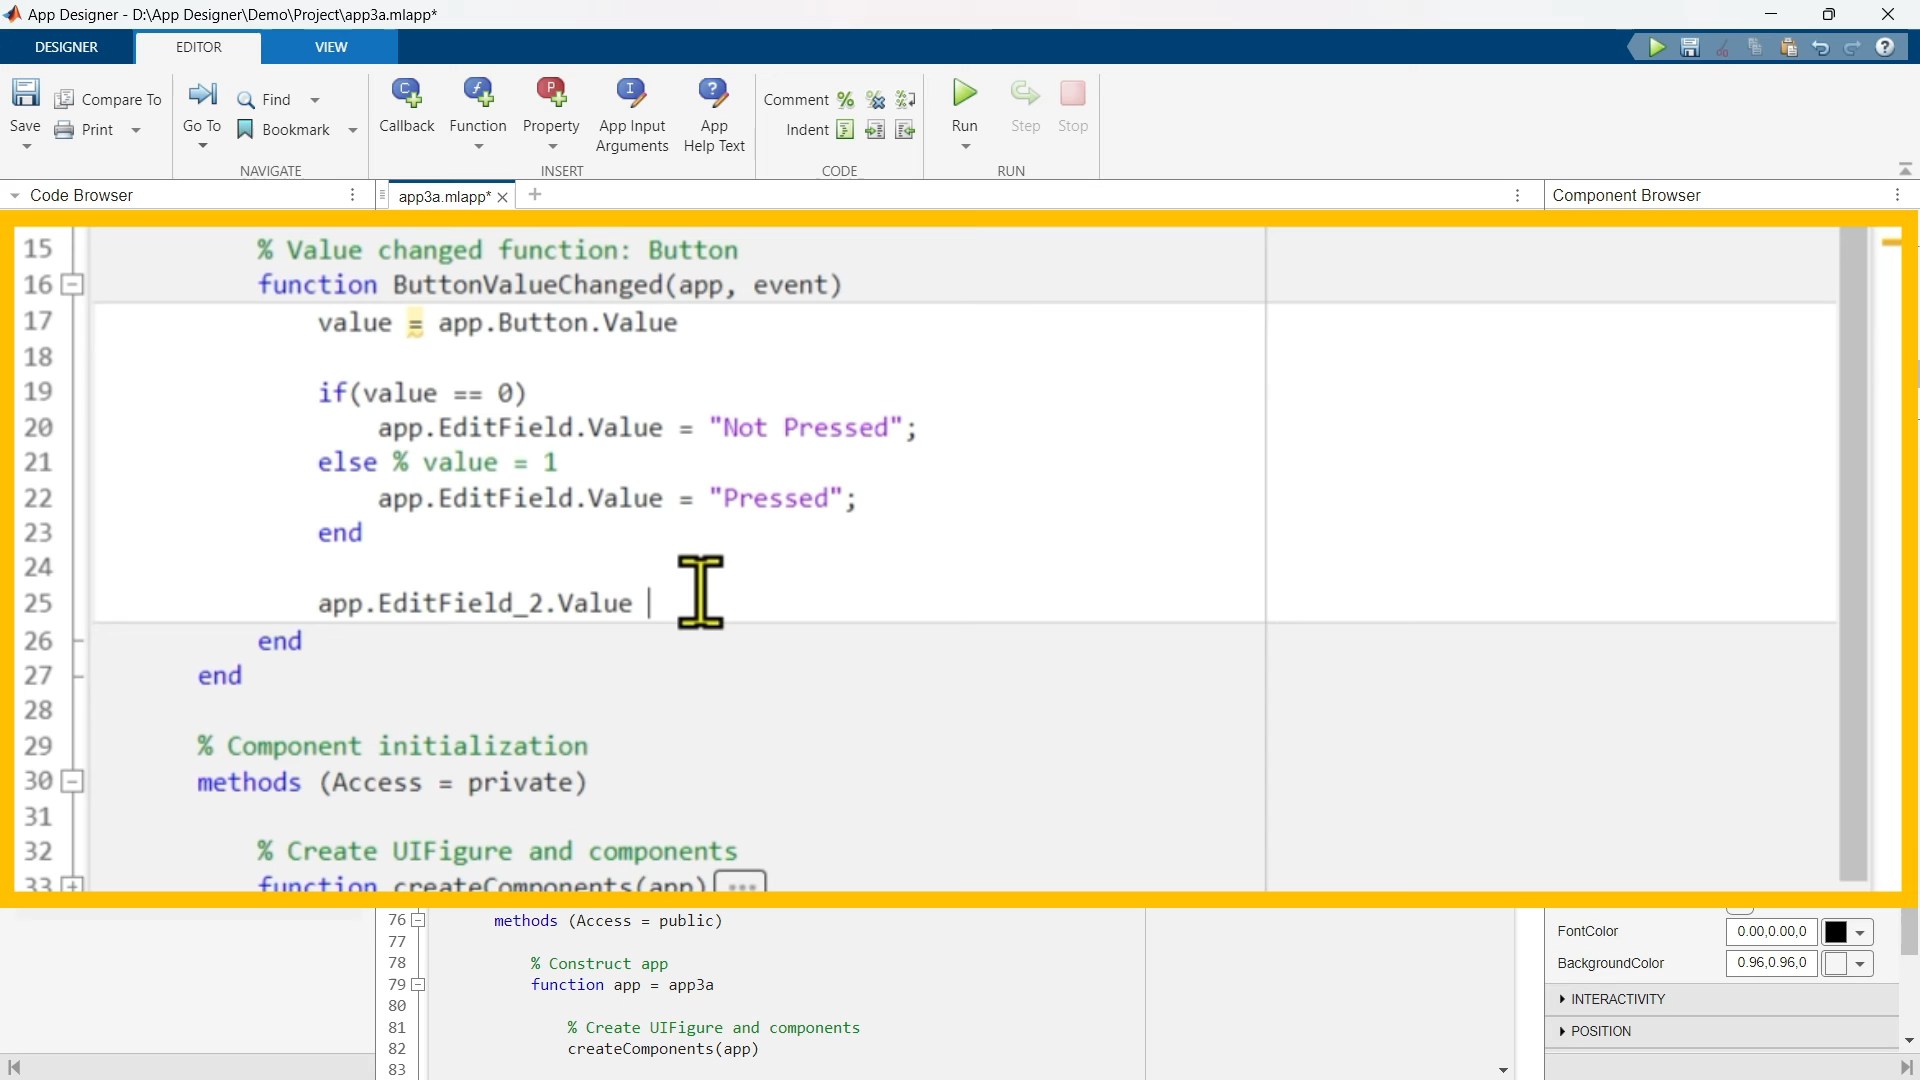 App Designer - D:\App Designer\Demo\Project\app3a.mlapp*
DESIGNER EDITOR VIEW
Save Compare To Print
Go To Find Bookmark
NAVIGATE
Callback Function Property App Input Arguments App Help Text
INSERT
Comment
Indent
CODE
Run Step Stop
RUN
Code Browser
app3a.mlapp*
Component Browser
15 % Value changed function: Button
16 function ButtonValueChanged(app, event)
17 value = app.Button.Value
18
19 if(value == 0)
20 app.EditField.Value = "Not Pressed";
21 else % value = 1
22 app.EditField.Value = "Pressed";
23 end
24
25 app.EditField_2.Value
26 end
27 end
28
29 % Component initialization
30 methods (Access = private)
31
32 % Create UIFigure and components
33 function createComponents(app) ...
76 methods (Access = public)
77
78 % Construct app
79 function app = app3a
80
81 % Create UIFigure and components
82 createComponents(app)
83
FontColor 0.00,0.00,0
BackgroundColor 0.96,0.96,0
INTERACTIVITY
POSITION